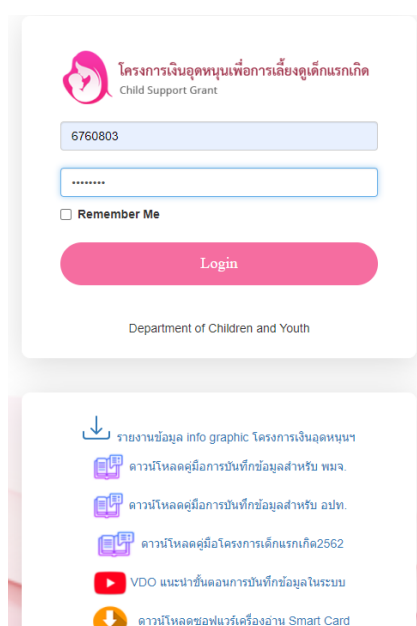 โครงการเงินอุดหนุนเพื่อการเลี้ยงดูเด็กแรกเกิด
Child Support Grant
6760803
........
Remember Me
Login
Department of Children and Youth
รายงานข้อมูล info graphic โครงการเงินอุดหนุนฯ
ดาวน์โหลดคู่มือการบันทึกข้อมูลสำหรับ พมจ.
ดาวน์โหลดคู่มือการบันทึกข้อมูลสำหรับ อปท.
ดาวน์โหลดคู่มือโครงการเด็กแรกเกิด2562
VDO แนะนำขั้นตอนการบันทึกข้อมูลในระบบ
ดาวน์โหลดซอฟแวร์เครื่องอ่าน Smart Card